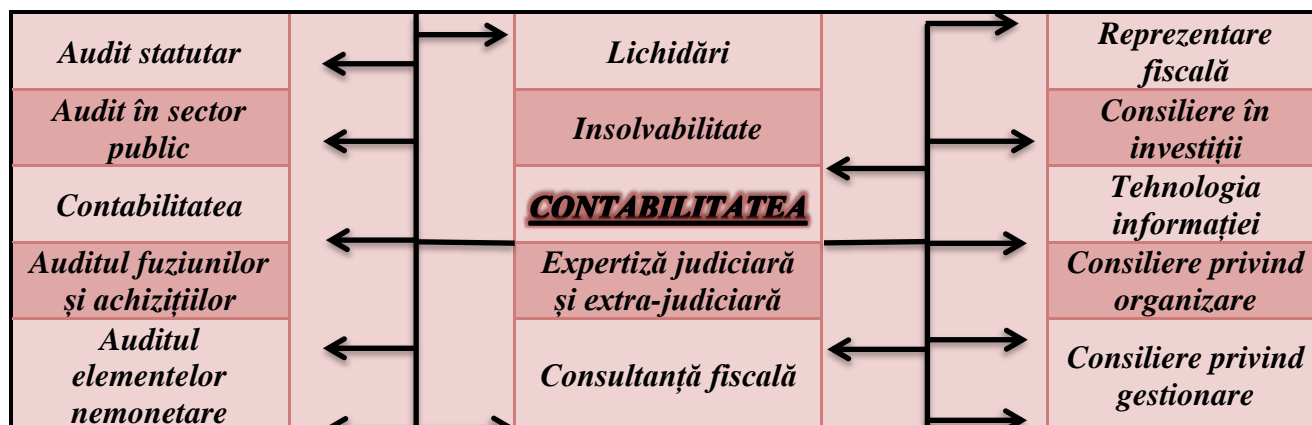 Audit statutar
Lichidări
Reprezentare
fiscală
Audit în sector
public
Insolvabilitate
Consiliere în
investiții
Contabilitatea
CONTABILITATEA
Tehnologia
informației
Auditul fuziunilor
și achizițiilor
Expertiză judiciară
și extra-judiciară
Consiliere privind
organizare
Auditul
elementelor
nemonetare
Consultanță fiscală
Consiliere privind
gestionare